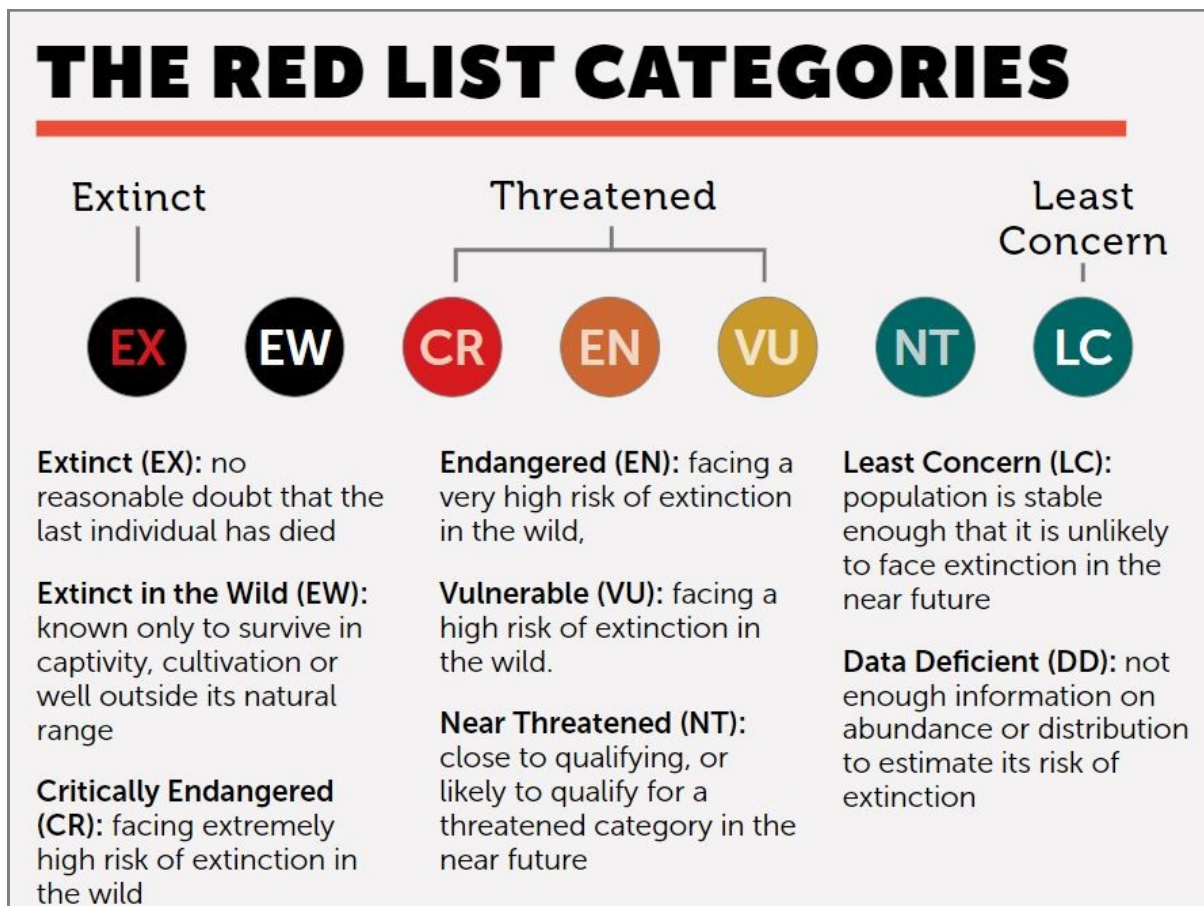 THE RED LIST CATEGORIES
Extinct
Threatened
Least
Concern
EX
EW
CR
EN
VU
NT
LC
Extinct (EX): no
reasonable doubt that the
last individual has died
Extinct in the Wild (EW):
known only to survive in
captivity, cultivation or
well outside its natural
range
Critically Endangered
(CR): facing extremely
high risk of extinction in
the wild
Endangered (EN): facing a
very high risk of extinction
in the wild,
Vulnerable (VU): facing a
high risk of extinction in
the wild.
Near Threatened (NT):
close to qualifying, or
likely to qualify for a
threatened category in the
near future
Least Concern (LC):
population is stable
enough that it is unlikely
to face extinction in the
near future
Data Deficient (DD): not
enough information on
abundance or distribution
to estimate its risk of
extinction